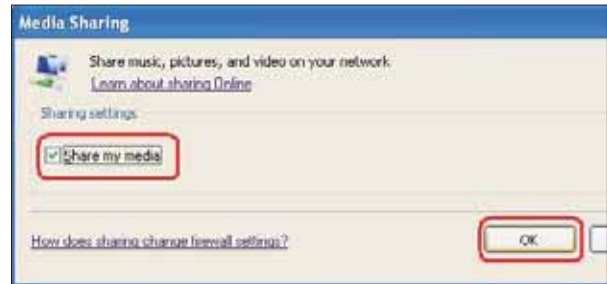 Media Sharing
Share music, pictures, and video on your network
Learn about sharing Online
Sharing settings
Share my media
How does sharing change firewall settings?
OK